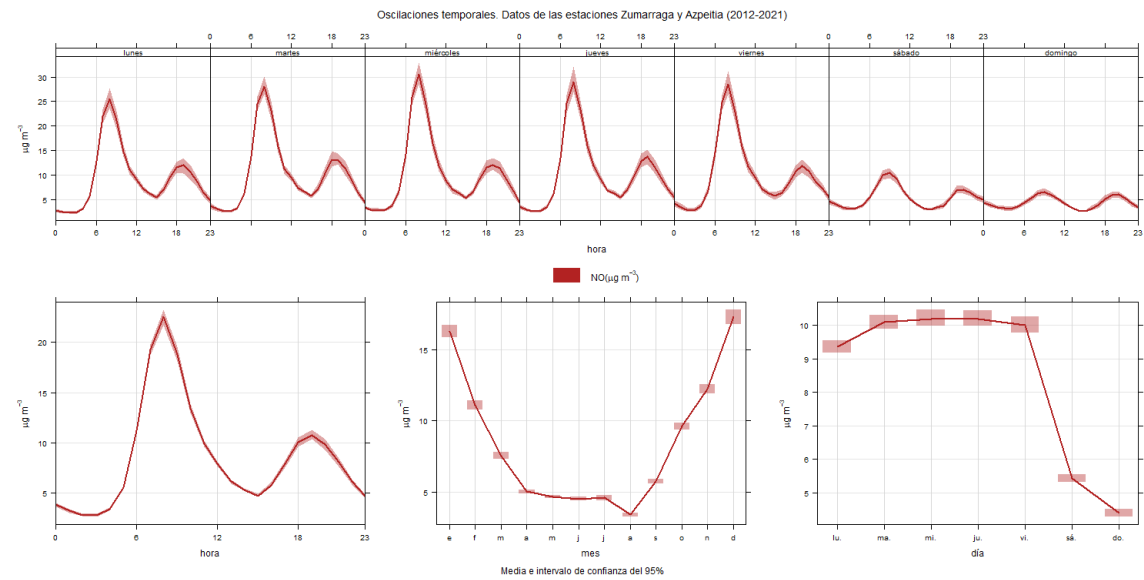 Oscilaciones temporales. Datos de las estaciones Zumarraga y Azpeitia (2012-2021)
0 6 12 18 23 0 6 12 18 23 0 6 12 18 23
lunes martes miércoles jueves viernes sábado domingo
30
25
20
15
10
5
µg m⁻³
0 6 12 18 23 0 6 12 18 23 0 6 12 18 23 0 6 12 18 23
hora
NO(µg m⁻³)
20
15
10
5
µg m⁻³
0 6 12 18 23
hora
15
10
5
µg m⁻³
e f m a m j j a s o n d
mes
10
9
8
7
6
5
µg m⁻³
lu. ma. mi. ju. vi. sá. do.
día
Media e intervalo de confianza del 95%